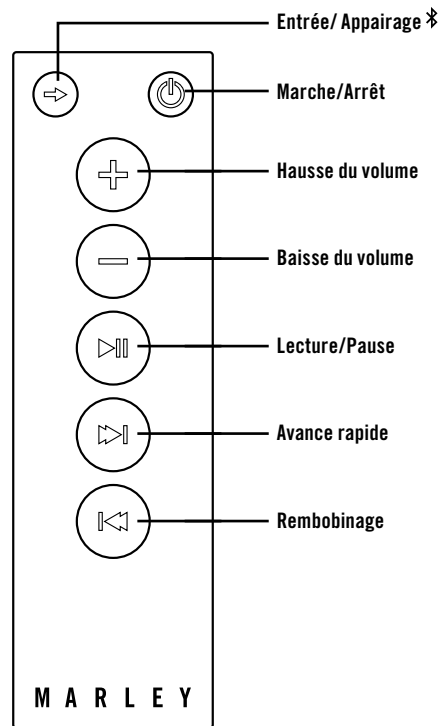 Entrée/ Appairage
Marche/Arrêt
Hausse du volume
Baisse du volume
Lecture/Pause
Avance rapide
Rembobinage
MARLEY